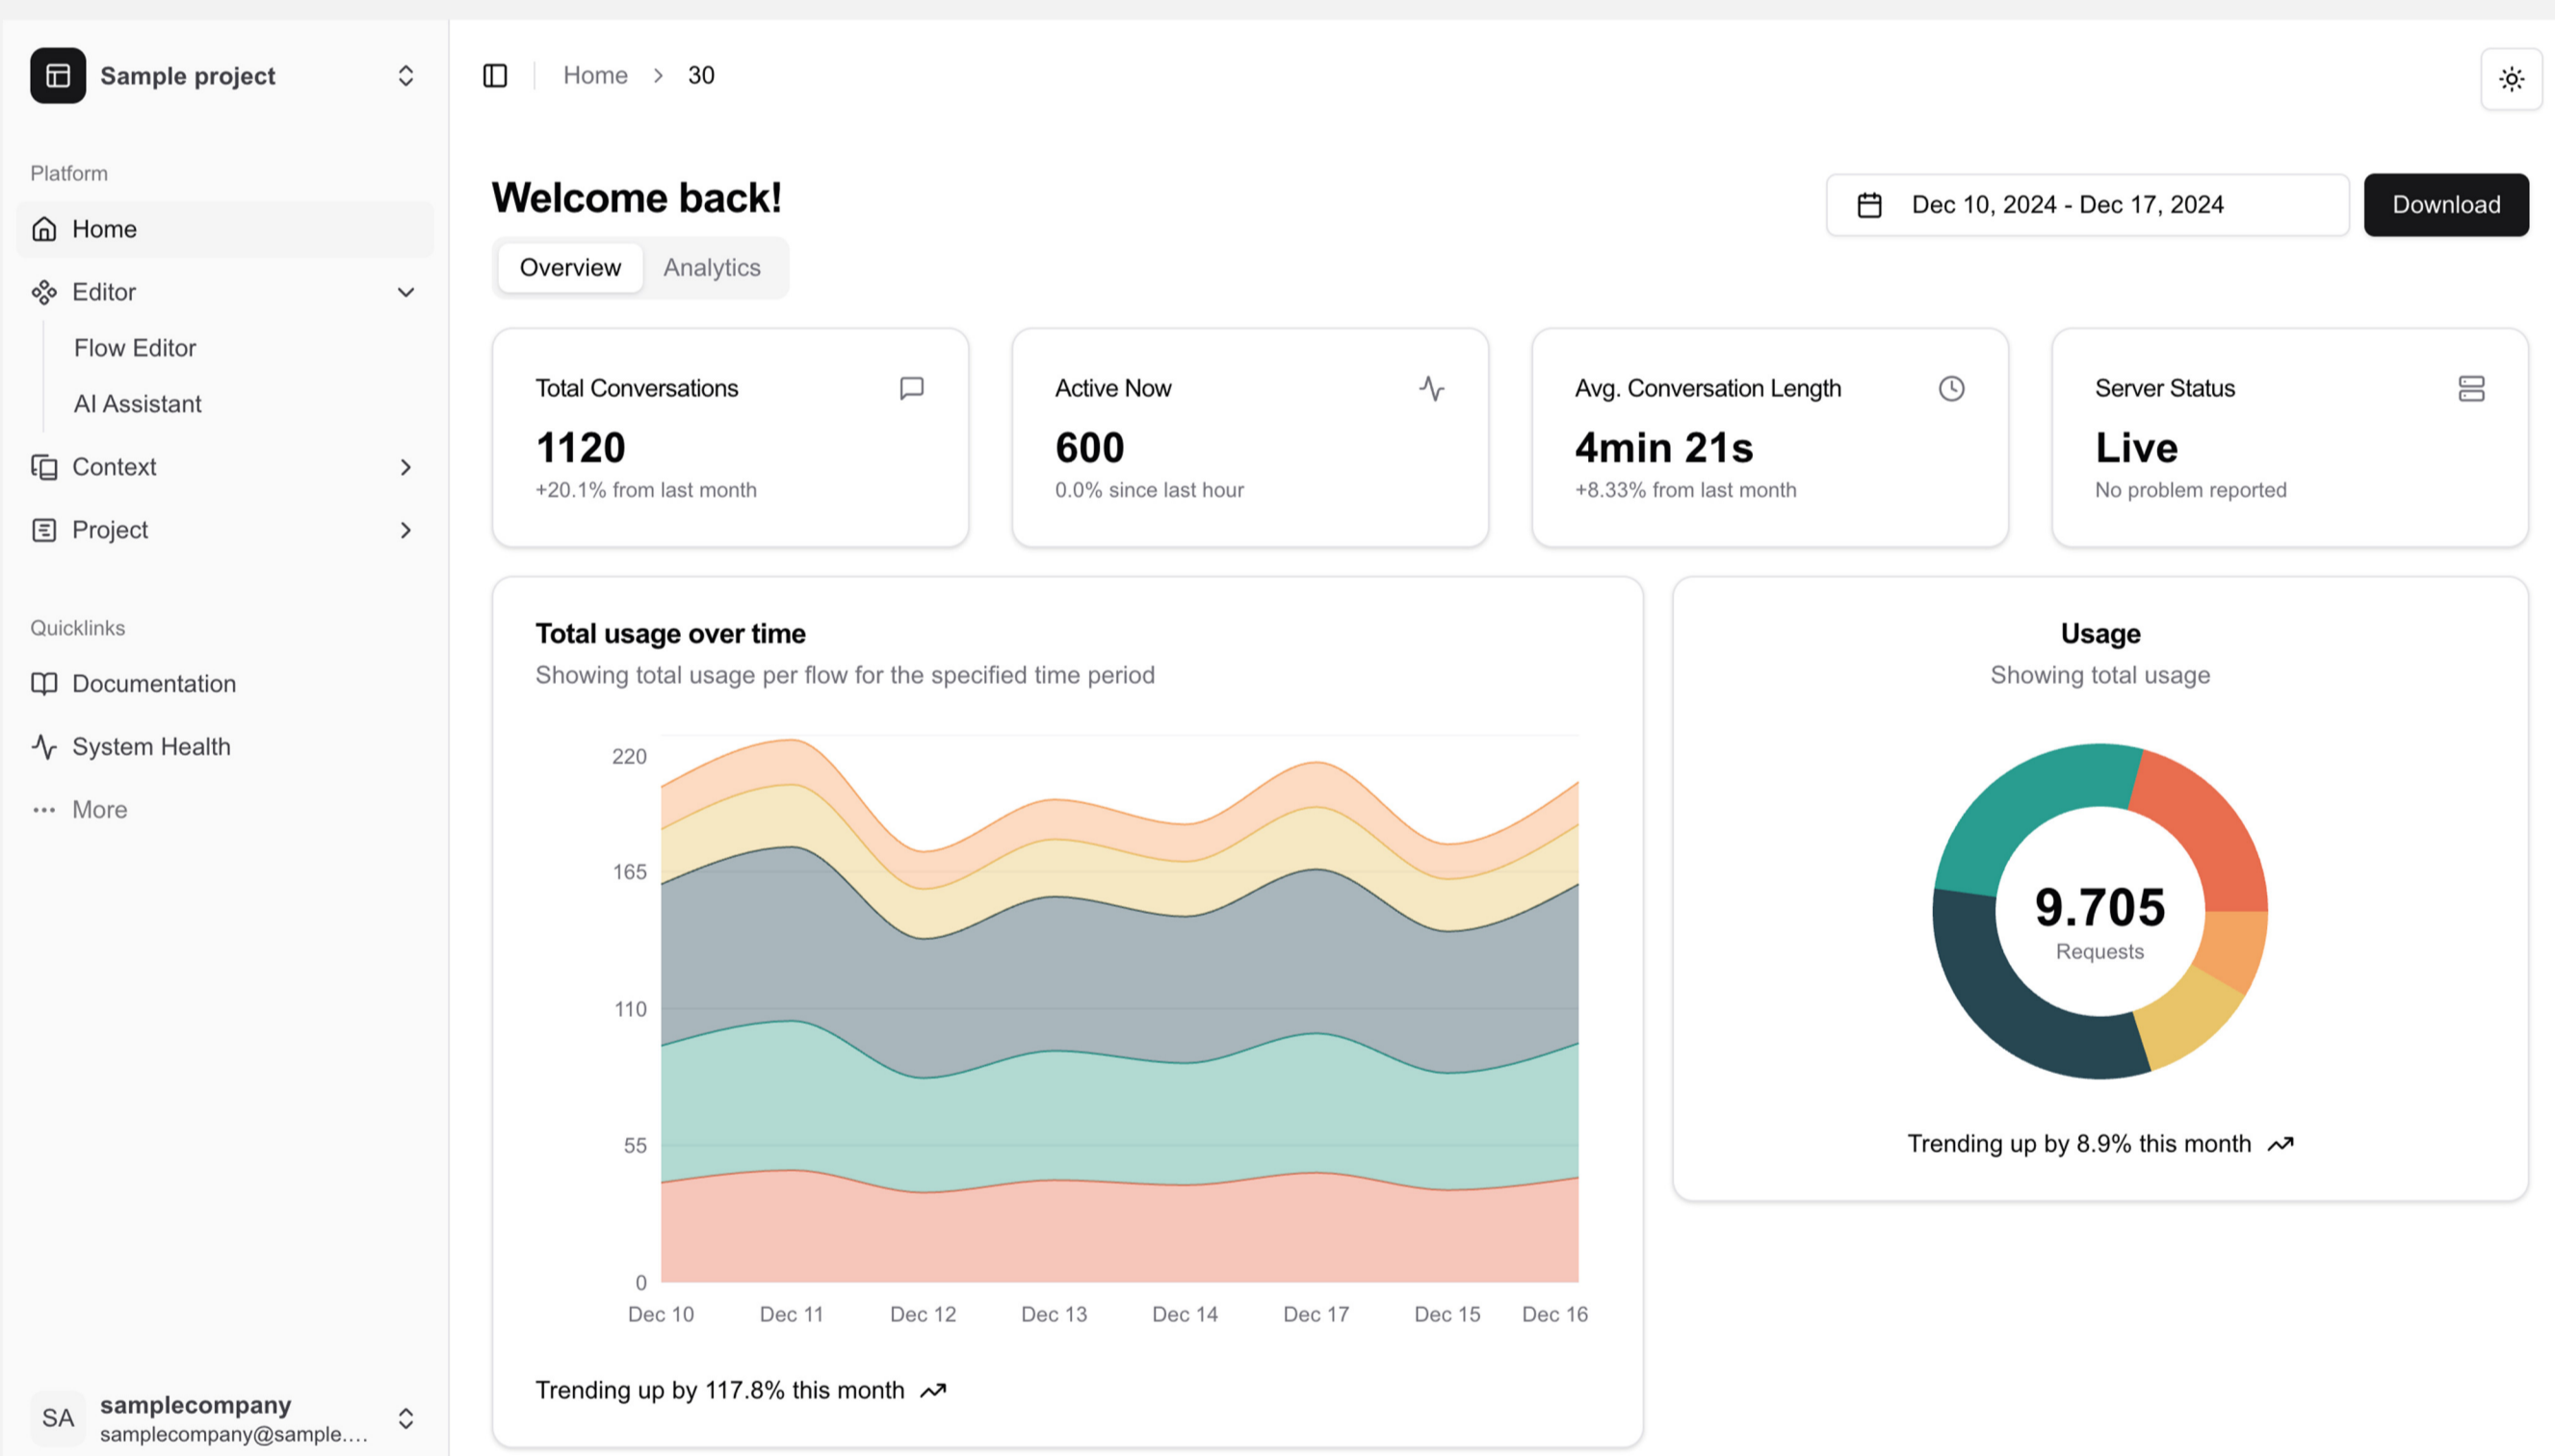 Sample project
Platform
Home
Editor
Flow Editor
AI Assistant
Context
Project
Quicklinks
Documentation
System Health
More
SA
samplecompany
samplecompany@sample....
Home > 30
Welcome back!
Dec 10, 2024 - Dec 17, 2024
Download
Overview
Analytics
Total Conversations
1120
+20.1% from last month
Active Now
600
0.0% since last hour
Avg. Conversation Length
4min 21s
+8.33% from last month
Server Status
Live
No problem reported
Total usage over time
Showing total usage per flow for the specified time period
220
165
110
55
0
Dec 10 Dec 11 Dec 12 Dec 13 Dec 14 Dec 17 Dec 15 Dec 16
Trending up by 117.8% this month
Usage
Showing total usage
9.705
Requests
Trending up by 8.9% this month